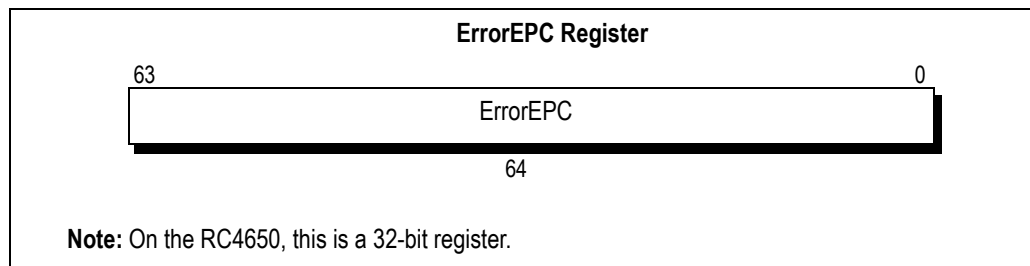 ErrorEPC Register
63 0
ErrorEPC
64
Note: On the RC4650, this is a 32-bit register.